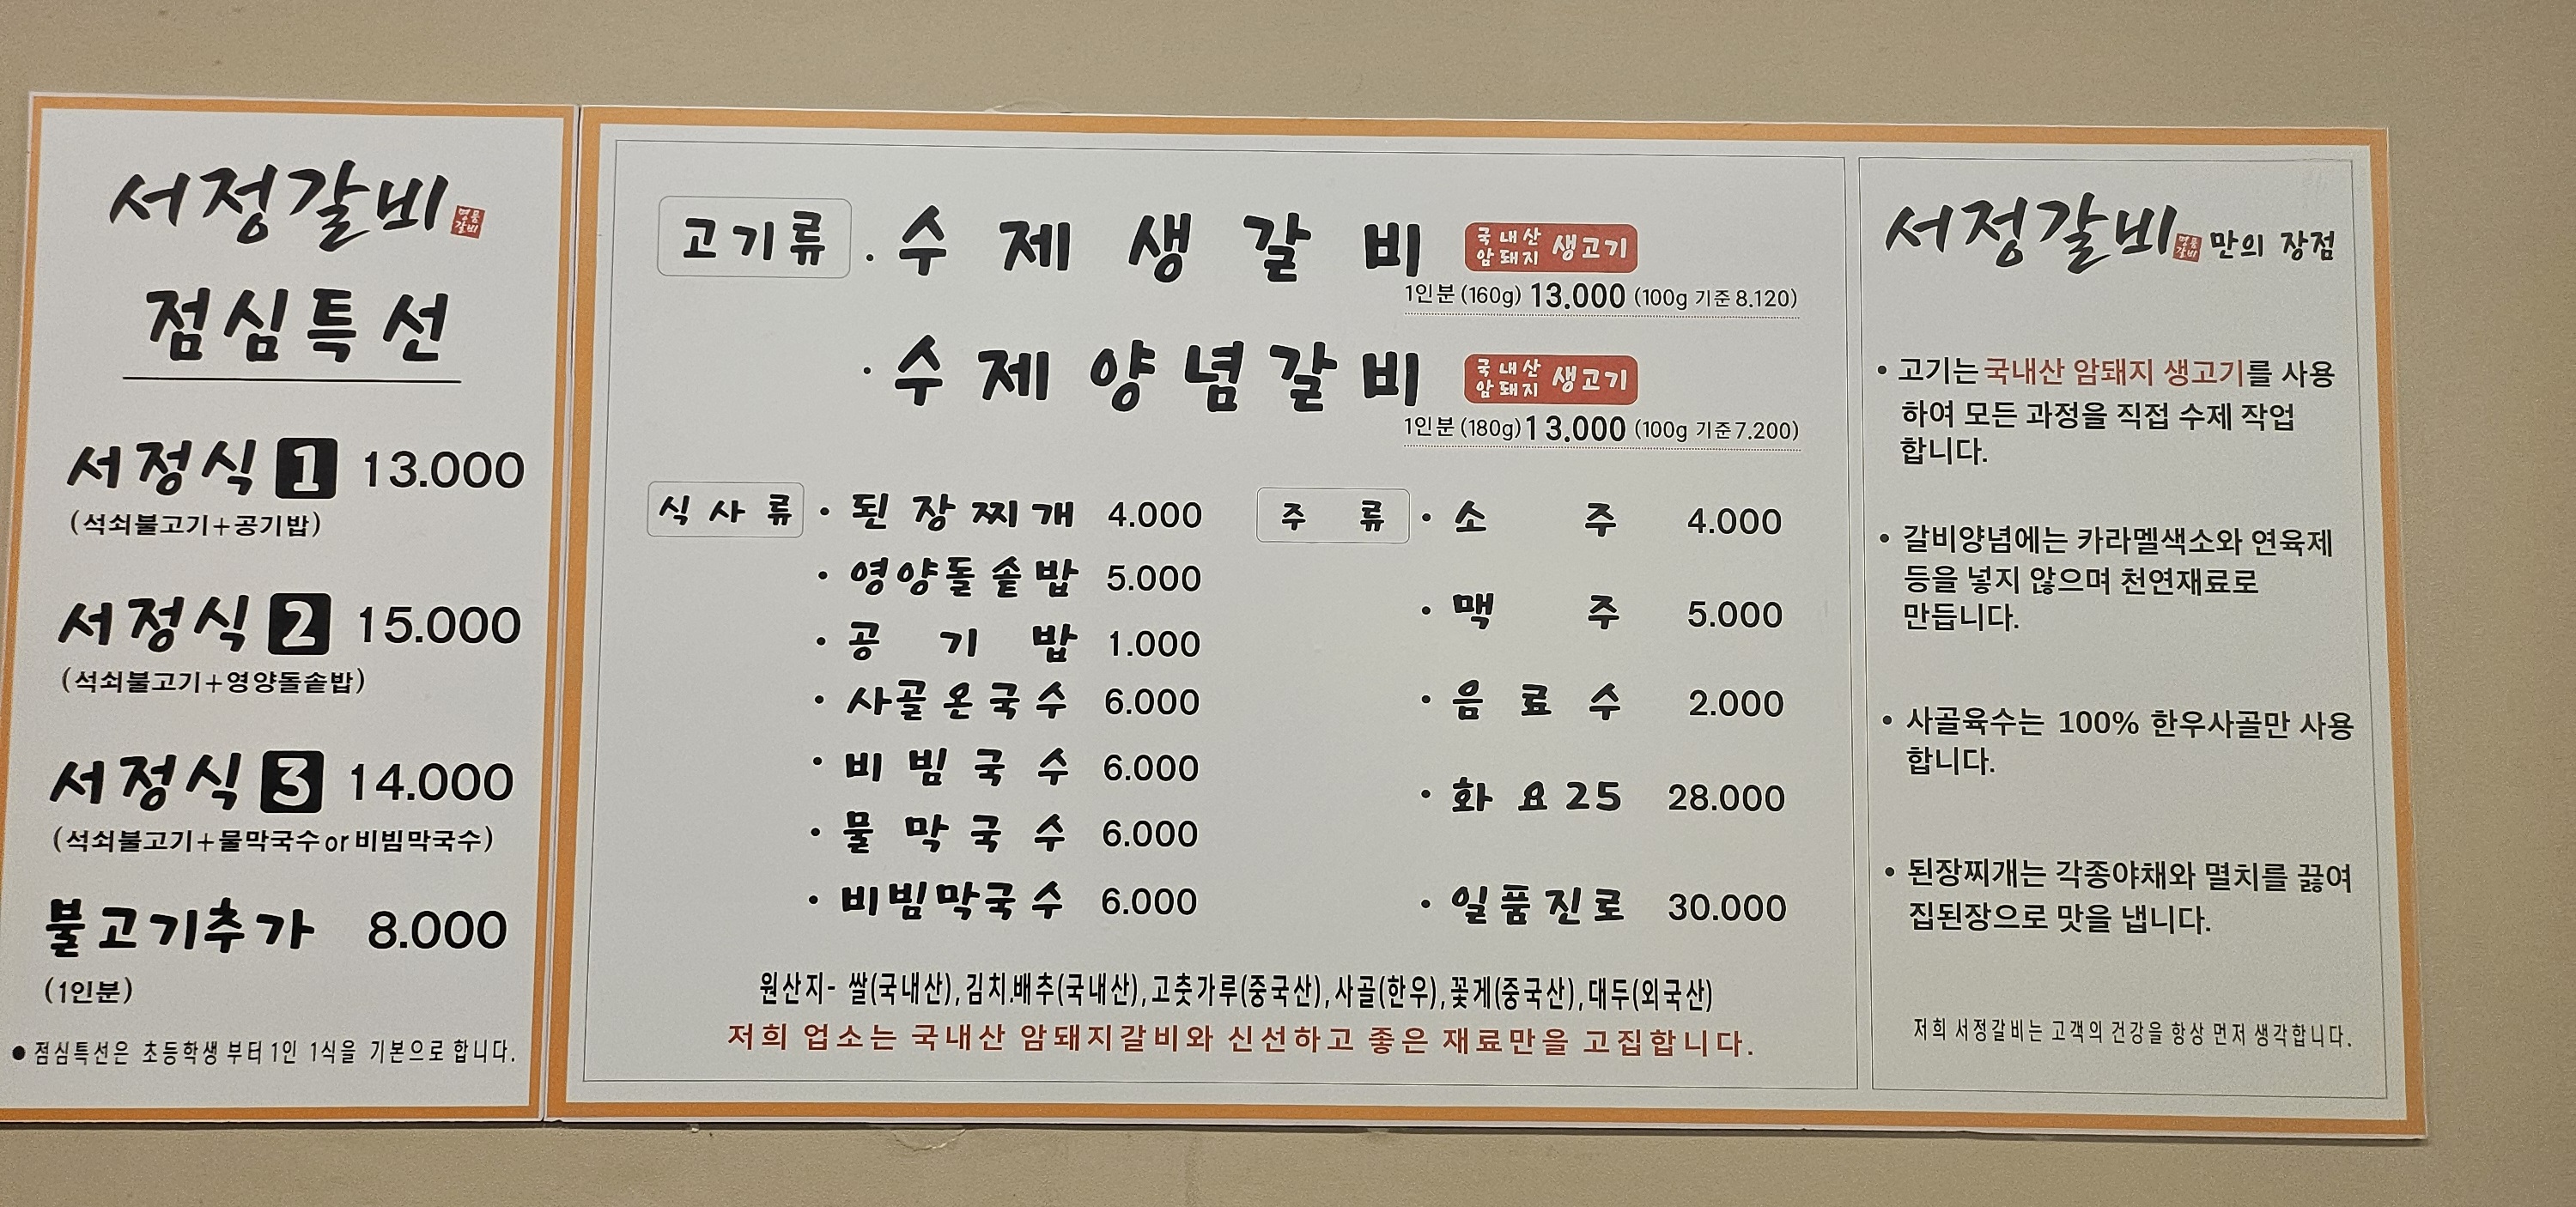 서정갈비 명품갈비
점심특선
서정식 1 13.000
(석쇠불고기+공기밥)
서정식 2 15.000
(석쇠불고기+영양돌솥밥)
서정식 3 14.000
(석쇠불고기+물막국수or비빔막국수)
불고기추가 8.000
(1인분)
● 점심특선은 초등학생 부터 1인 1식을 기본으로 합니다.
고기류 · 수제생갈비 국내산 암돼지 생고기
1인분(160g) 13.000 (100g 기준 8.120)
· 수제양념갈비 국내산 암돼지 생고기
1인분(180g) 13.000 (100g 기준 7.200)
식사류 · 된장찌개 4.000
· 영양돌솥밥 5.000
· 공기밥 1.000
· 사골온국수 6.000
· 비빔국수 6.000
· 물막국수 6.000
· 비빔막국수 6.000
주류 · 소주 4.000
· 맥주 5.000
· 음료수 2.000
· 화요25 28.000
· 일품진로 30.000
원산지- 쌀(국내산),김치.배추(국내산),고춧가루(중국산),사골(한우),꽃게(중국산),대두(외국산)
저희 업소는 국내산 암돼지갈비와 신선하고 좋은 재료만을 고집합니다.
서정갈비 명품갈비 만의 장점
• 고기는 국내산 암돼지 생고기를 사용
하여 모든 과정을 직접 수제 작업
합니다.
• 갈비양념에는 카라멜색소와 연육제
등을 넣지 않으며 천연재료로
만듭니다.
• 사골육수는 100% 한우사골만 사용
합니다.
• 된장찌개는 각종야채와 멸치를 끓여
집된장으로 맛을 냅니다.
저희 서정갈비는 고객의 건강을 항상 먼저 생각합니다.